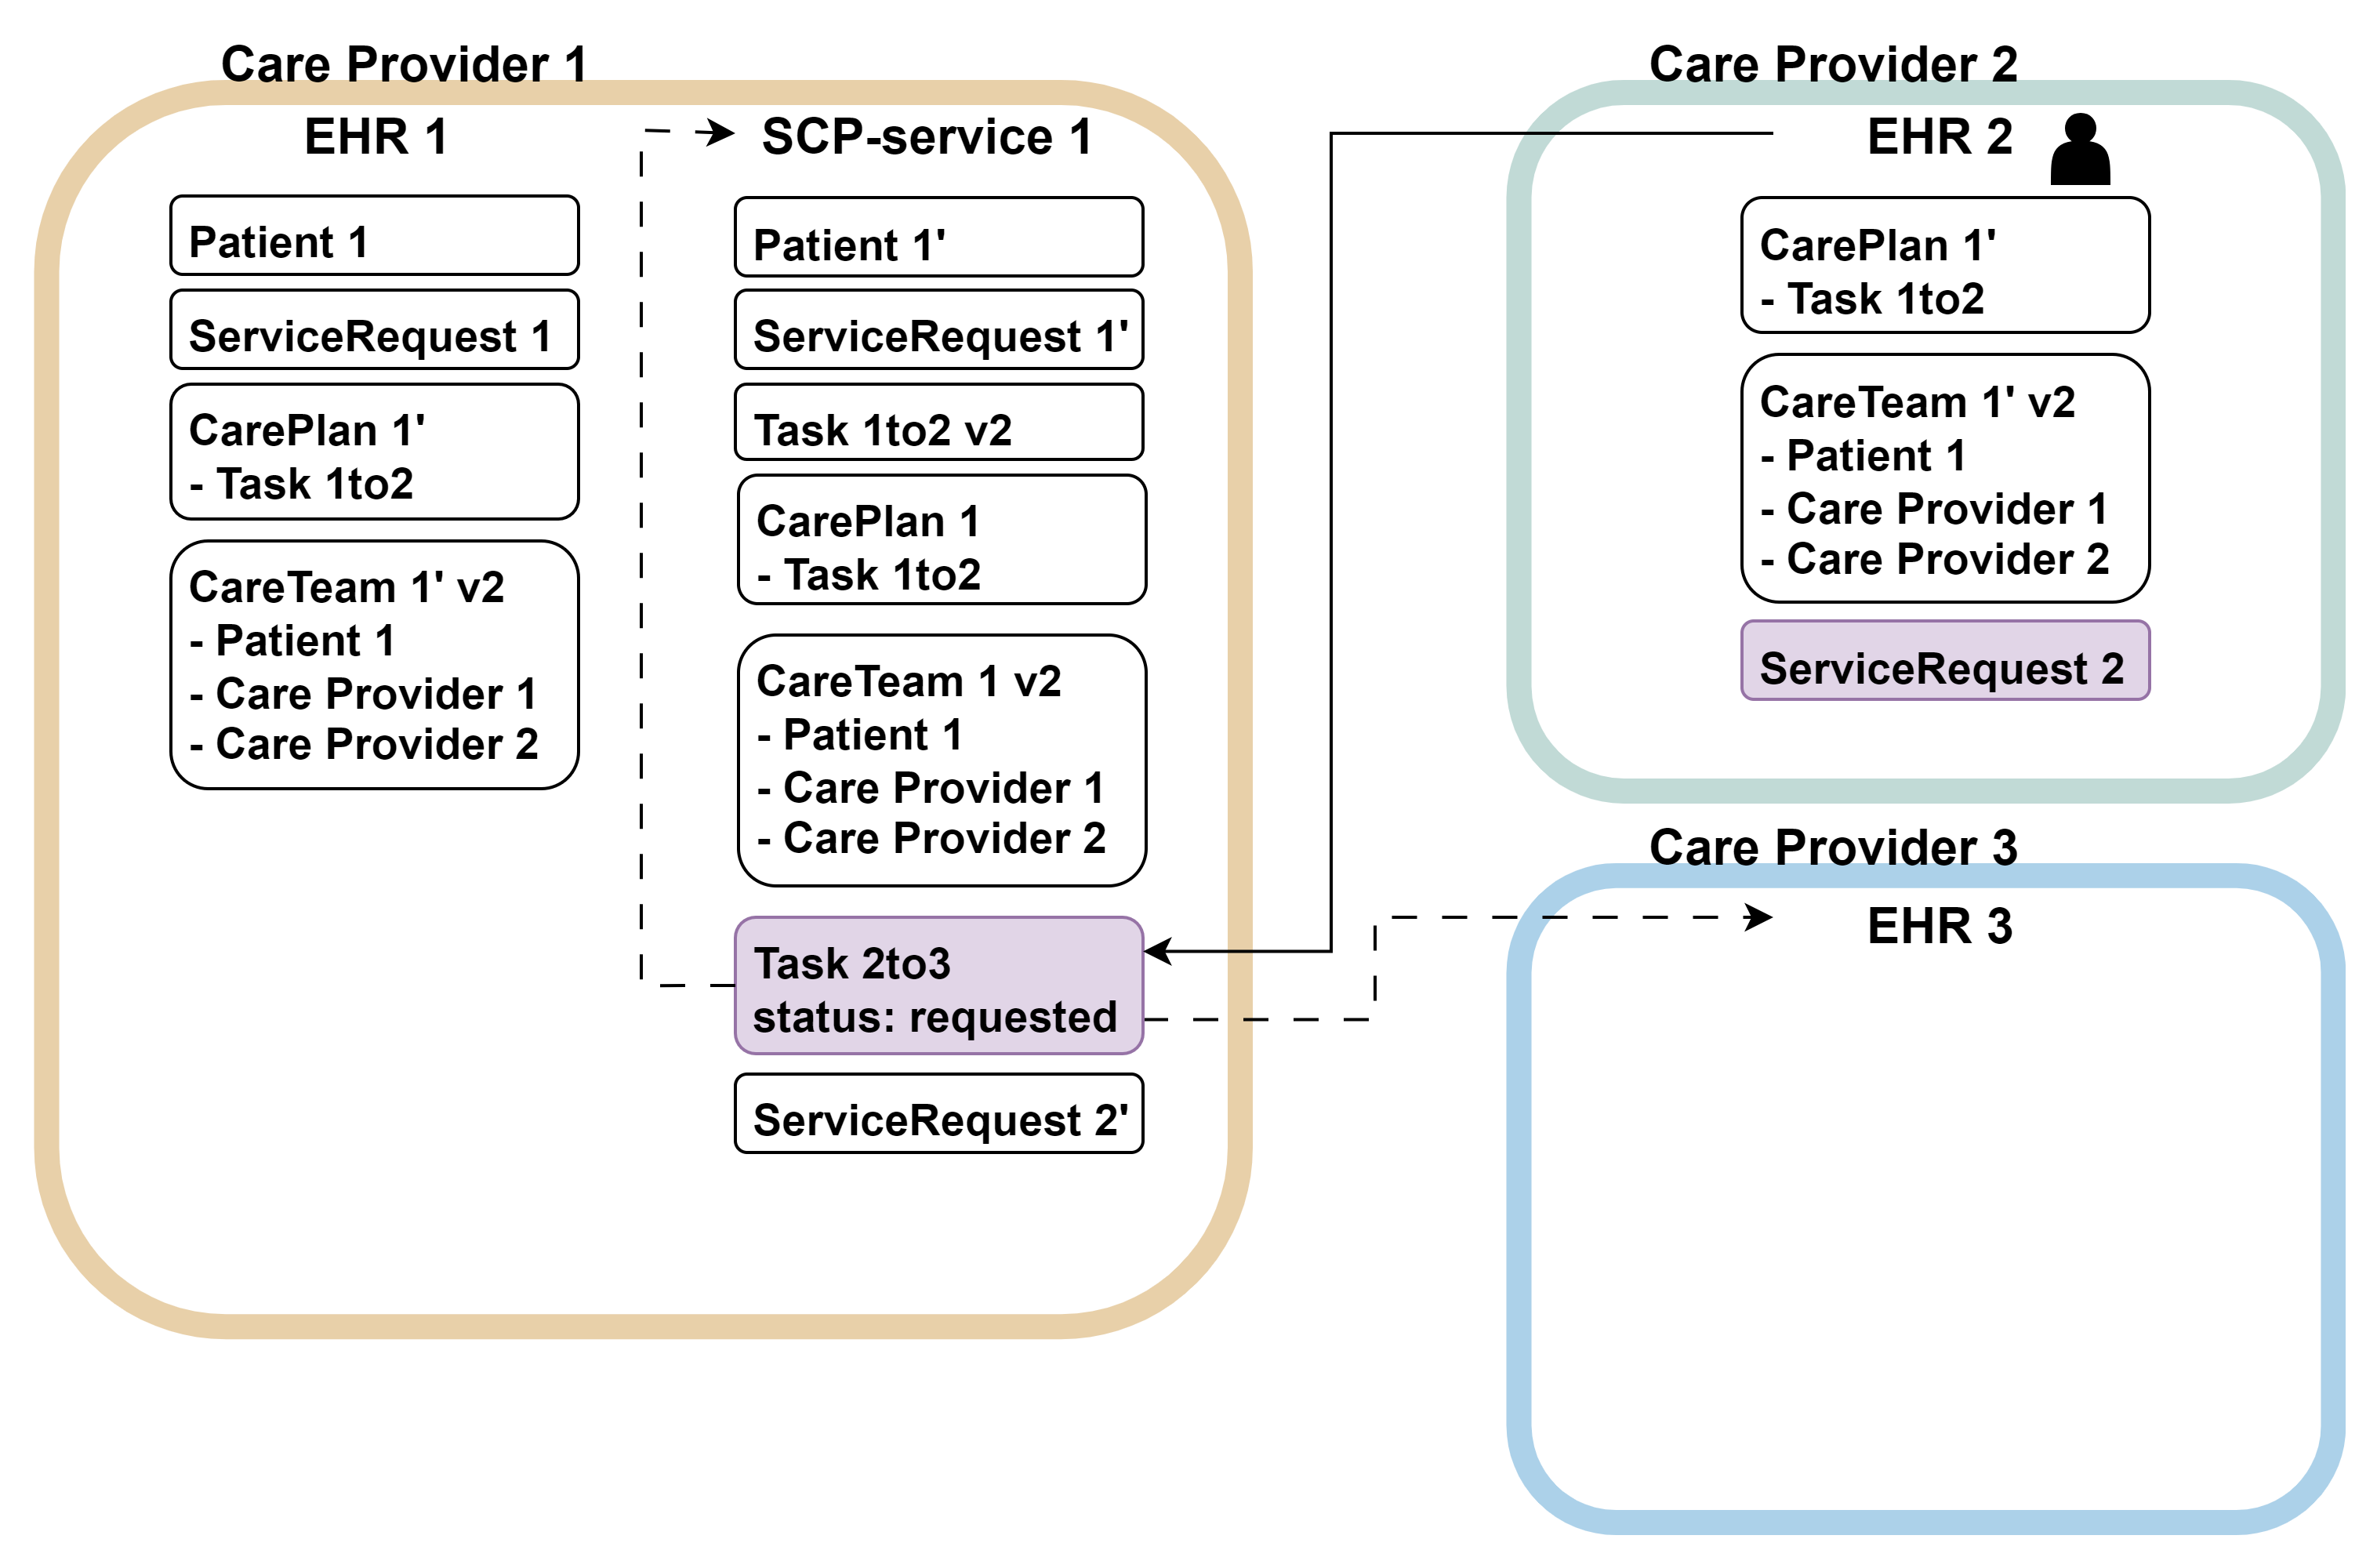 Care Provider 1
EHR 1
Patient 1
ServiceRequest 1
CarePlan 1'
- Task 1to2
CareTeam 1' v2
- Patient 1
- Care Provider 1
- Care Provider 2
SCP-service 1
Patient 1'
ServiceRequest 1'
Task 1to2 v2
CarePlan 1
- Task 1to2
CareTeam 1 v2
- Patient 1
- Care Provider 1
- Care Provider 2
Task 2to3
status: requested
ServiceRequest 2'
Care Provider 2
EHR 2
CarePlan 1'
- Task 1to2
CareTeam 1' v2
- Patient 1
- Care Provider 1
- Care Provider 2
ServiceRequest 2
Care Provider 3
EHR 3